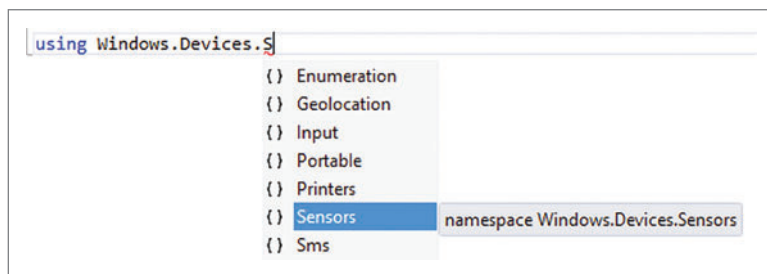 using Windows.Devices.S
{} Enumeration
{} Geolocation
{} Input
{} Portable
{} Printers
{} Sensors namespace Windows.Devices.Sensors
{} Sms